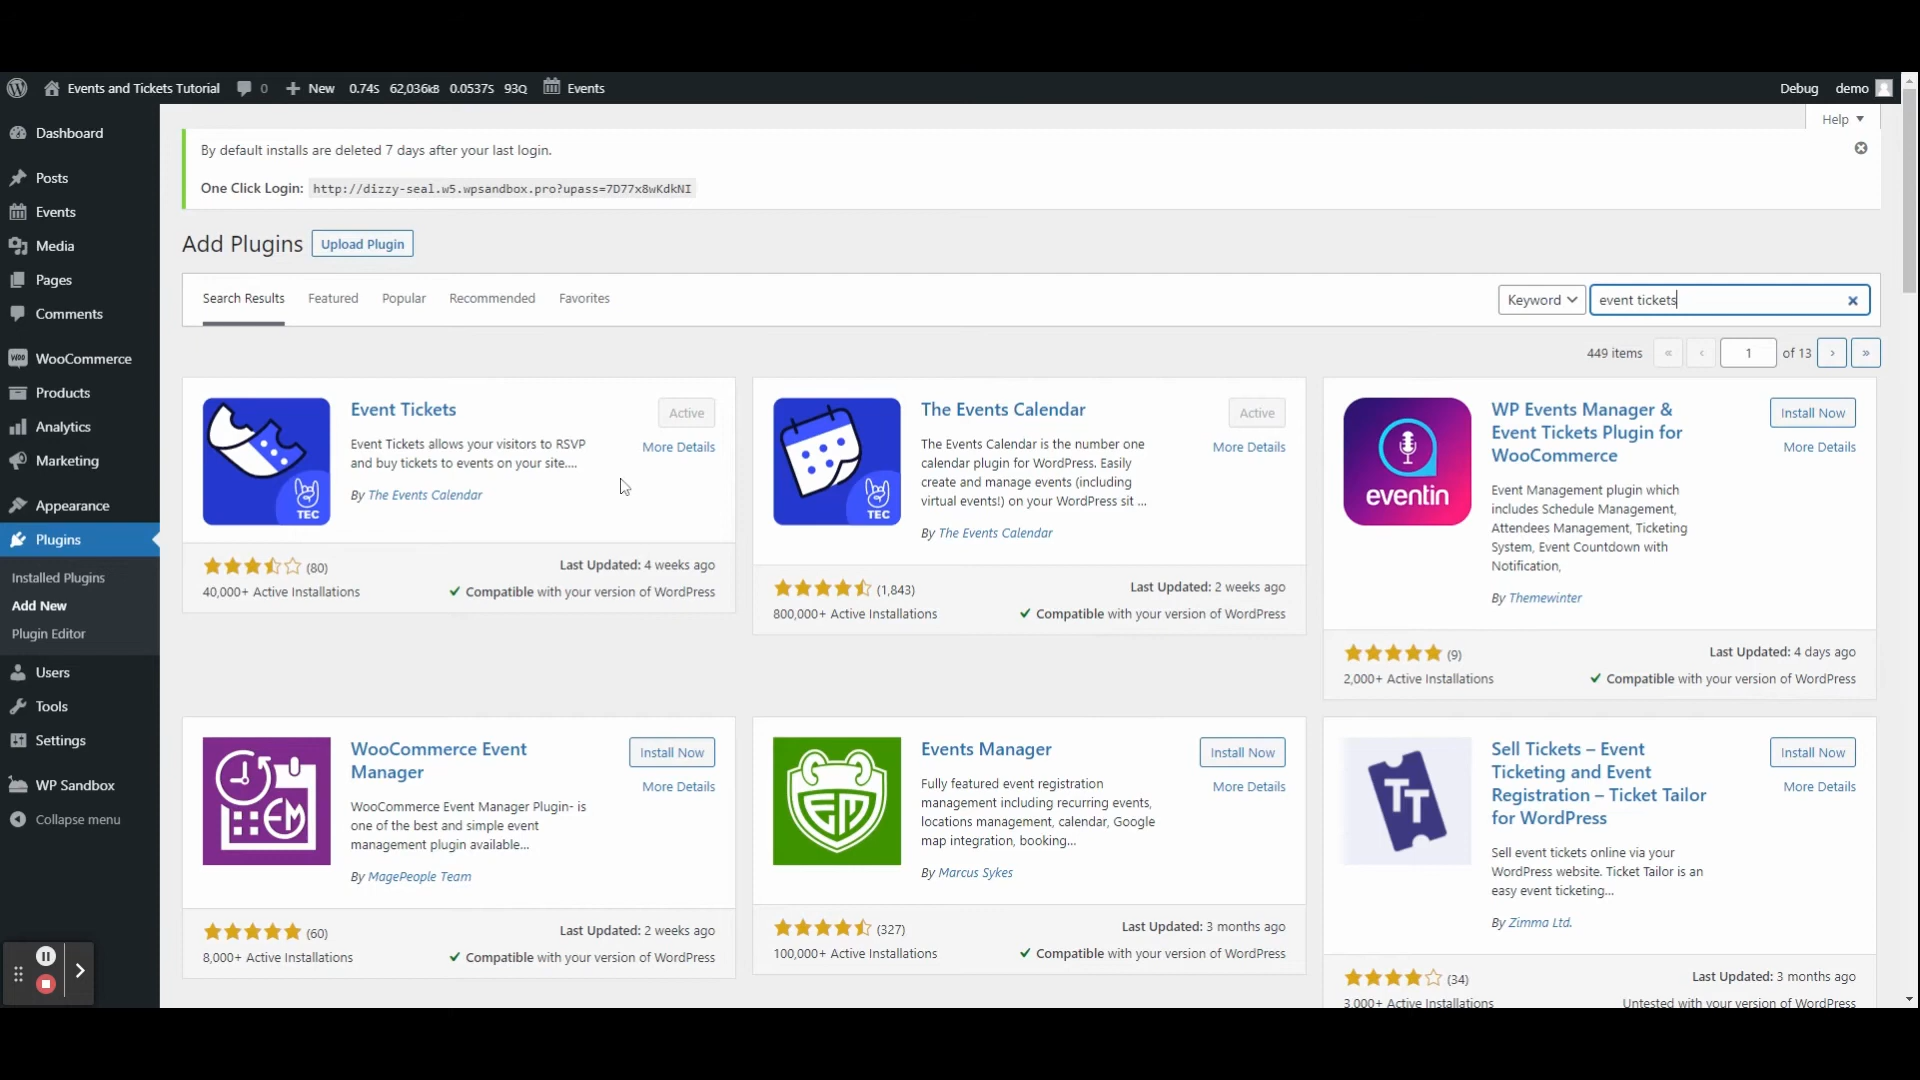 Events and Tickets Tutorial 0 New 0.74S 62,036kB 0.0537S 93Q Events Debug demo
Dashboard
Posts
Events
Media
Pages
Comments
WooCommerce
Products
Analytics
Marketing
Appearance
Plugins
Installed Plugins
Add New
Plugin Editor
Users
Tools
Settings
WP Sandbox
Collapse menu
Help
By default installs are deleted 7 days after your last login.
One Click Login: http://dizzy-seal.w5.wpsandbox.pro?upass=7D77x8wKdkNI
Add Plugins Upload Plugin
Search Results Featured Popular Recommended Favorites Keyword event tickets
449 items « ‹ 1 of 13 › »
TEC
Event Tickets
Active
More Details
Event Tickets allows your visitors to RSVP
and buy tickets to events on your site....
By The Events Calendar
(80)
Last Updated: 4 weeks ago
40,000+ Active Installations
Compatible with your version of WordPress
TEC
The Events Calendar
Active
More Details
The Events Calendar is the number one
calendar plugin for WordPress. Easily
create and manage events (including
virtual events!) on your WordPress sit ...
By The Events Calendar
(1,843)
Last Updated: 2 weeks ago
800,000+ Active Installations
Compatible with your version of WordPress
eventin
WP Events Manager &
Event Tickets Plugin for
WooCommerce
Install Now
More Details
Event Management plugin which
includes Schedule Management,
Attendees Management, Ticketing
System, Event Countdown with
Notification,
By Themewinter
(9)
Last Updated: 4 days ago
2,000+ Active Installations
Compatible with your version of WordPress
EM
WooCommerce Event
Manager
Install Now
More Details
WooCommerce Event Manager Plugin- is
one of the best and simple event
management plugin available...
By MagePeople Team
(60)
Last Updated: 2 weeks ago
8,000+ Active Installations
Compatible with your version of WordPress
EM
Events Manager
Install Now
More Details
Fully featured event registration
management including recurring events,
locations management, calendar, Google
map integration, booking...
By Marcus Sykes
(327)
Last Updated: 3 months ago
100,000+ Active Installations
Compatible with your version of WordPress
TT
Sell Tickets – Event
Ticketing and Event
Registration – Ticket Tailor
for WordPress
Install Now
More Details
Sell event tickets online via your
WordPress website. Ticket Tailor is an
easy event ticketing...
By Zimma Ltd.
(34)
Last Updated: 3 months ago
3,000+ Active Installations
Untested with your version of WordPress